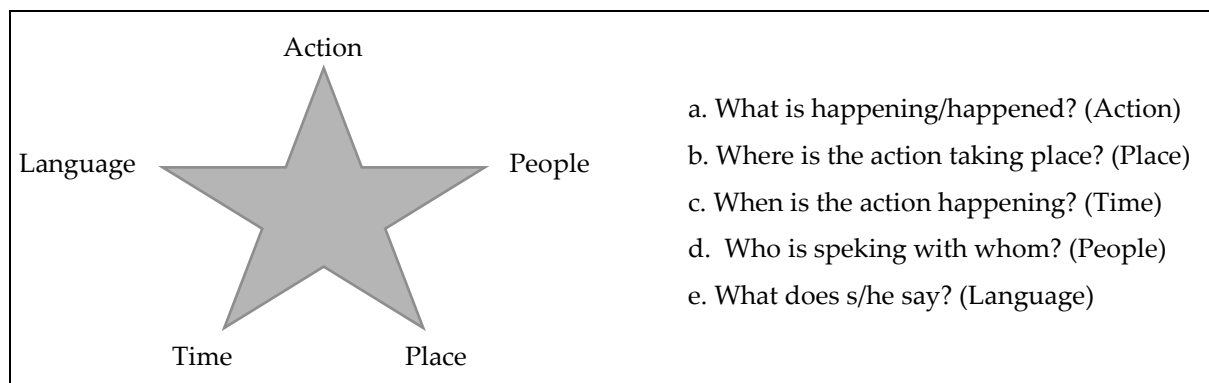 Action
Language
People
Time
Place
a. What is happening/happened? (Action)
b. Where is the action taking place? (Place)
c. When is the action happening? (Time)
d. Who is speking with whom? (People)
e. What does s/he say? (Language)